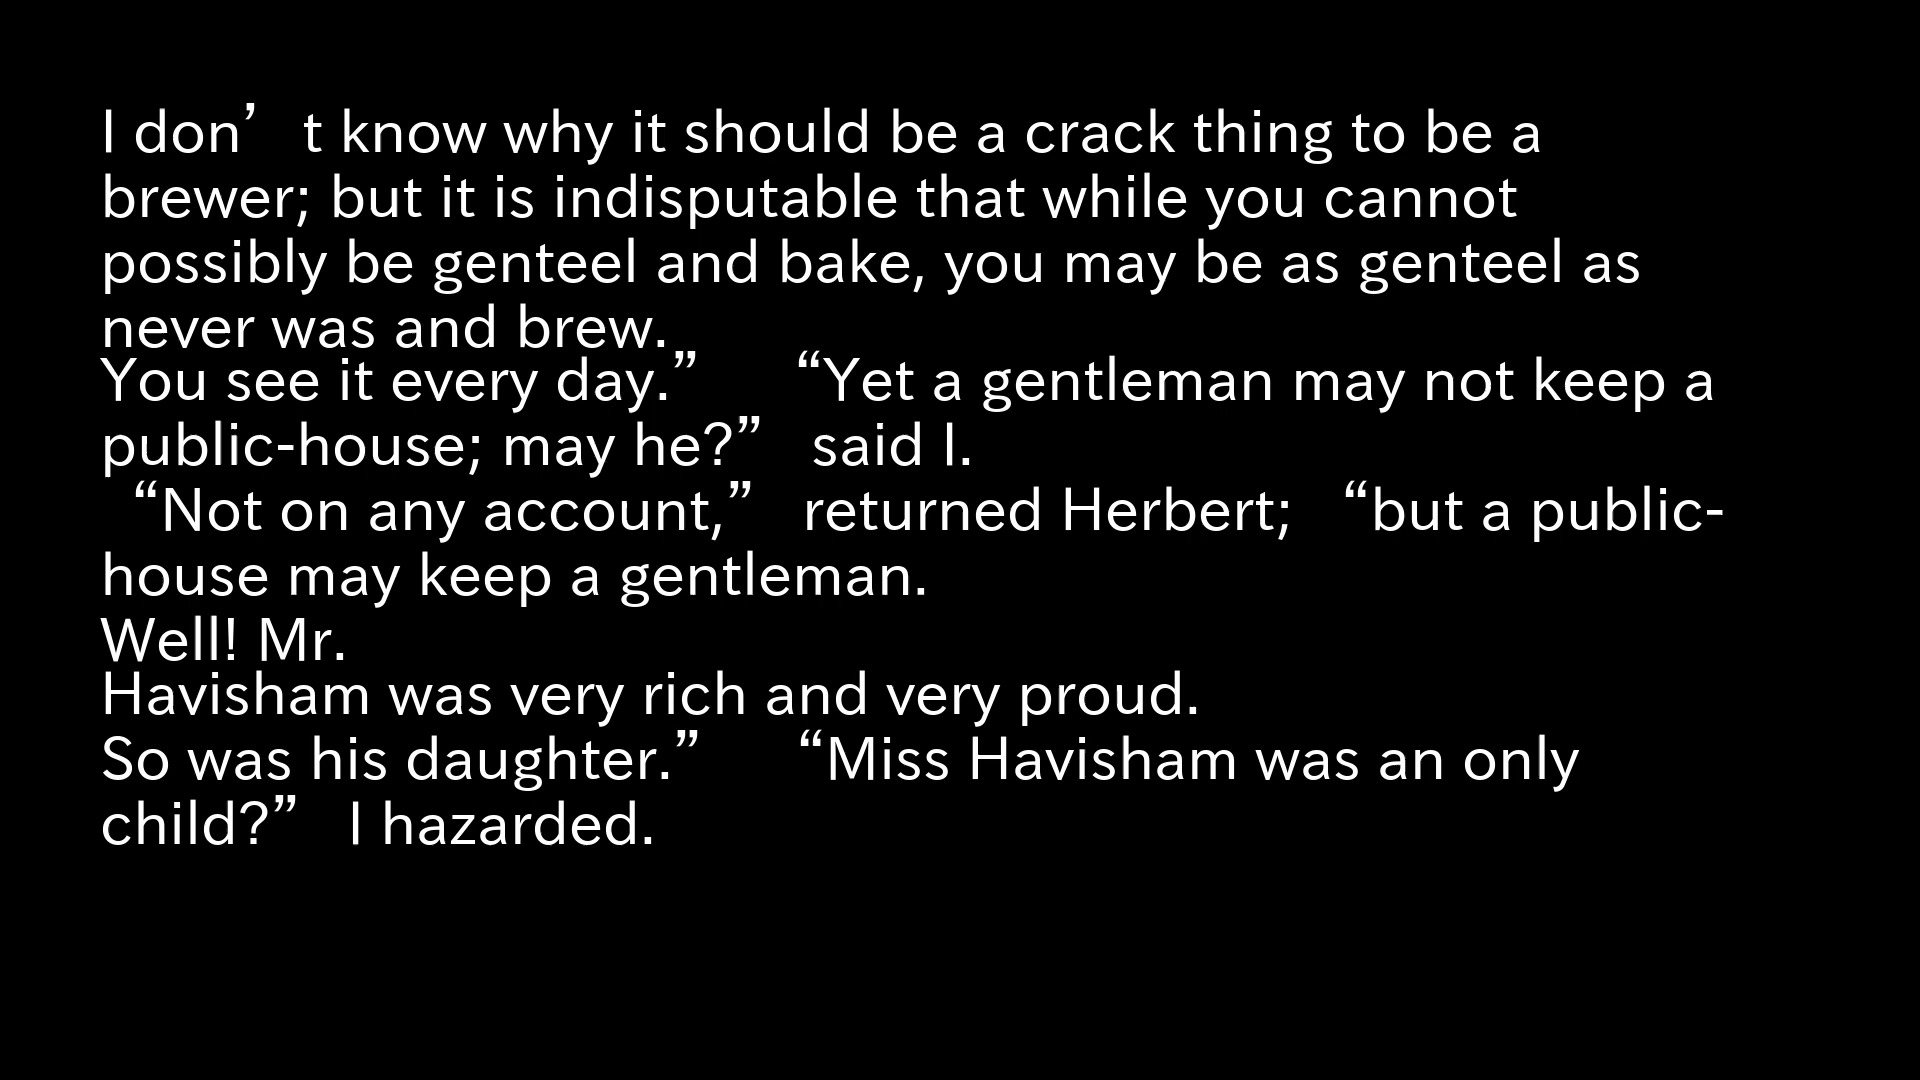 I don’t know why it should be a crack thing to be a
brewer; but it is indisputable that while you cannot
possibly be genteel and bake, you may be as genteel as
never was and brew.
You see it every day.” “Yet a gentleman may not keep a
public-house; may he?” said I.
“Not on any account,” returned Herbert; “but a public-
house may keep a gentleman.
Well! Mr.
Havisham was very rich and very proud.
So was his daughter.” “Miss Havisham was an only
child?” I hazarded.